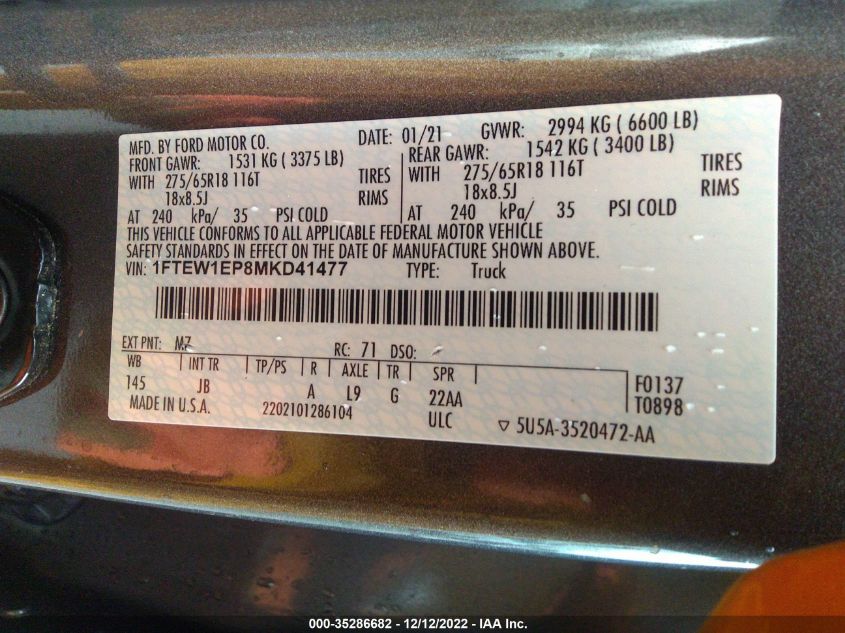 MFD. BY FORD MOTOR CO. DATE: 01/21 GVWR: 2994 KG ( 6600 LB)
FRONT GAWR: 1531 KG ( 3375 LB) REAR GAWR: 1542 KG ( 3400 LB)
WITH 275/65R18 116T TIRES WITH 275/65R18 116T TIRES
18x8.5J RIMS 18x8.5J RIMS
AT 240 kPa/ 35 PSI COLD AT 240 kPa/ 35 PSI COLD
THIS VEHICLE CONFORMS TO ALL APPLICABLE FEDERAL MOTOR VEHICLE
SAFETY STANDARDS IN EFFECT ON THE DATE OF MANUFACTURE SHOWN ABOVE.
VIN: 1FTEW1EP8MKD41477 TYPE: Truck
EXT PNT: M7 RC: 71 DSO:
WB INT TR TP/PS R AXLE TR SPR F0137
145 JB A L9 G 22AA T0898
MADE IN U.S.A. 2202101286104 ULC ▽ 5U5A-3520472-AA
000-35286682 - 12/12/2022 - IAA Inc.